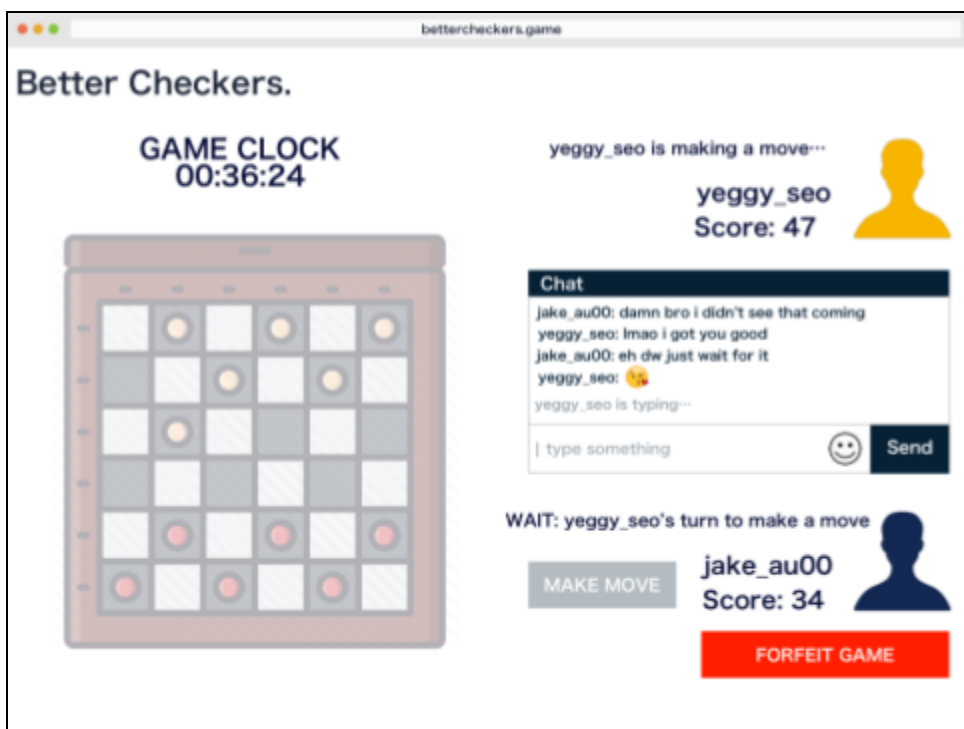 bettercheckers.game
Better Checkers.
GAME CLOCK
00:36:24
yeggy_seo is making a move···
yeggy_seo
Score: 47
Chat
jake_au00: damn bro i didn't see that coming
yeggy_seo: lmao i got you good
jake_au00: eh dw just wait for it
yeggy_seo: 😘
yeggy_seo is typing···
| type something
Send
WAIT: yeggy_seo's turn to make a move
MAKE MOVE
jake_au00
Score: 34
FORFEIT GAME